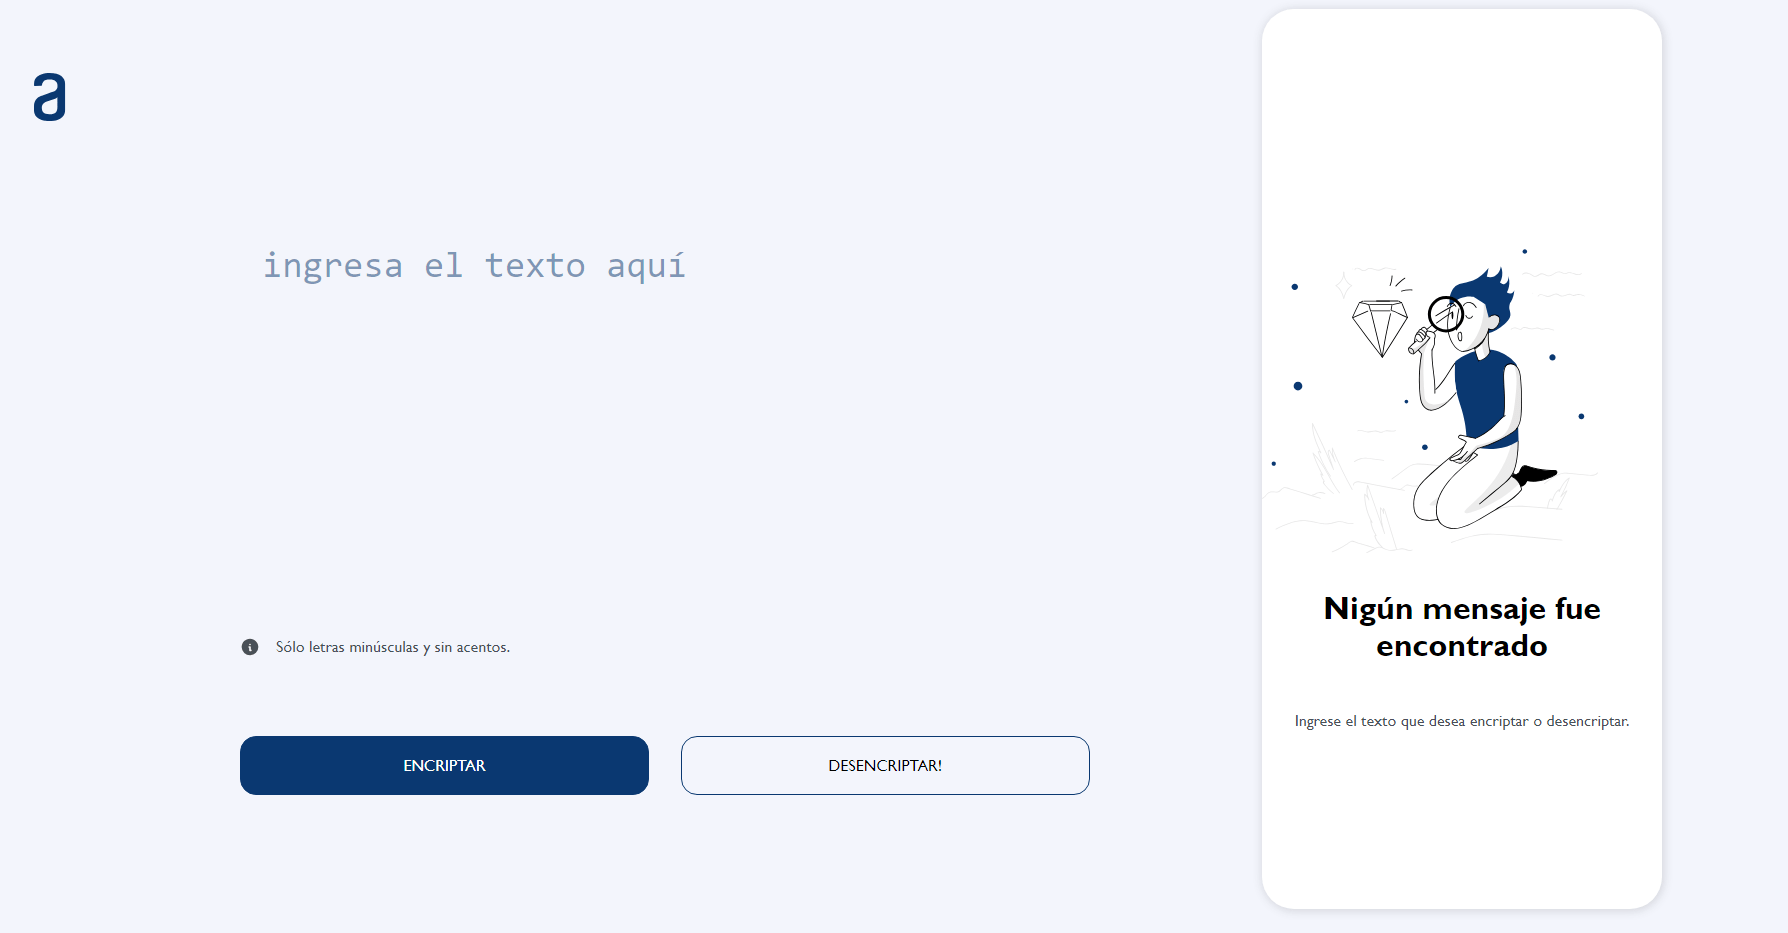 a
ingresa el texto aquí
Sólo letras minúsculas y sin acentos.
ENCRIPTAR
DESENCRIPTAR!
Nigún mensaje fue
encontrado
Ingrese el texto que desea encriptar o desencriptar.